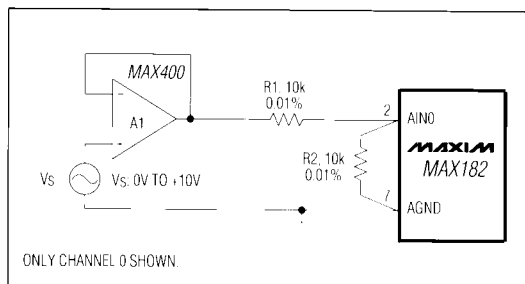 MAX400
A1
R1, 10k
0.01%
2
AIN0
MAXIM
MAX182
R2, 10k
0.01%
VS
VS: 0V TO +10V
AGND
ONLY CHANNEL 0 SHOWN.